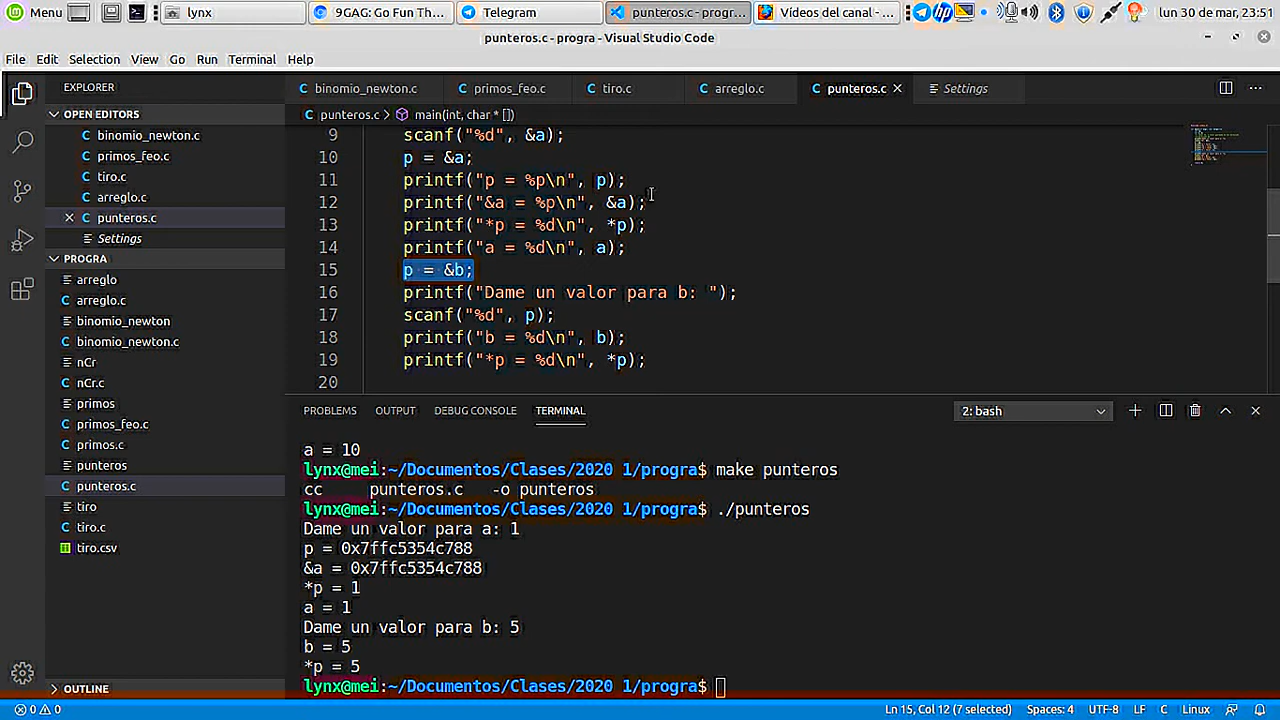 Menu
lynx
9GAG: Go Fun Th...
Telegram
punteros.c - progr...
Vídeos del canal - ...
lun 30 de mar, 23:51
punteros.c - progra - Visual Studio Code
File Edit Selection View Go Run Terminal Help
EXPLORER
binomio_newton.c
primos_feo.c
tiro.c
arreglo.c
punteros.c
Settings
OPEN EDITORS
binomio_newton.c
primos_feo.c
tiro.c
arreglo.c
punteros.c
Settings
PROGRA
arreglo
arreglo.c
binomio_newton
binomio_newton.c
nCr
nCr.c
primos
primos_feo.c
primos.c
punteros
punteros.c
tiro
tiro.c
tiro.csv
OUTLINE
punteros.c > main(int, char * [])
9 scanf("%d", &a);
10 p = &a;
11 printf("p = %p\n", p);
12 printf("&a = %p\n", &a);
13 printf("*p = %d\n", *p);
14 printf("a = %d\n", a);
15 p = &b;
16 printf("Dame un valor para b: ");
17 scanf("%d", p);
18 printf("b = %d\n", b);
19 printf("*p = %d\n", *p);
20
PROBLEMS OUTPUT DEBUG CONSOLE TERMINAL
2: bash
a = 10
lynx@mei:~/Documentos/Clases/2020 1/progra$ make punteros
cc punteros.c -o punteros
lynx@mei:~/Documentos/Clases/2020 1/progra$ ./punteros
Dame un valor para a: 1
p = 0x7ffc5354c788
&a = 0x7ffc5354c788
*p = 1
a = 1
Dame un valor para b: 5
b = 5
*p = 5
lynx@mei:~/Documentos/Clases/2020 1/progra$
0 0
Ln 15, Col 12 (7 selected) Spaces: 4 UTF-8 LF C Linux